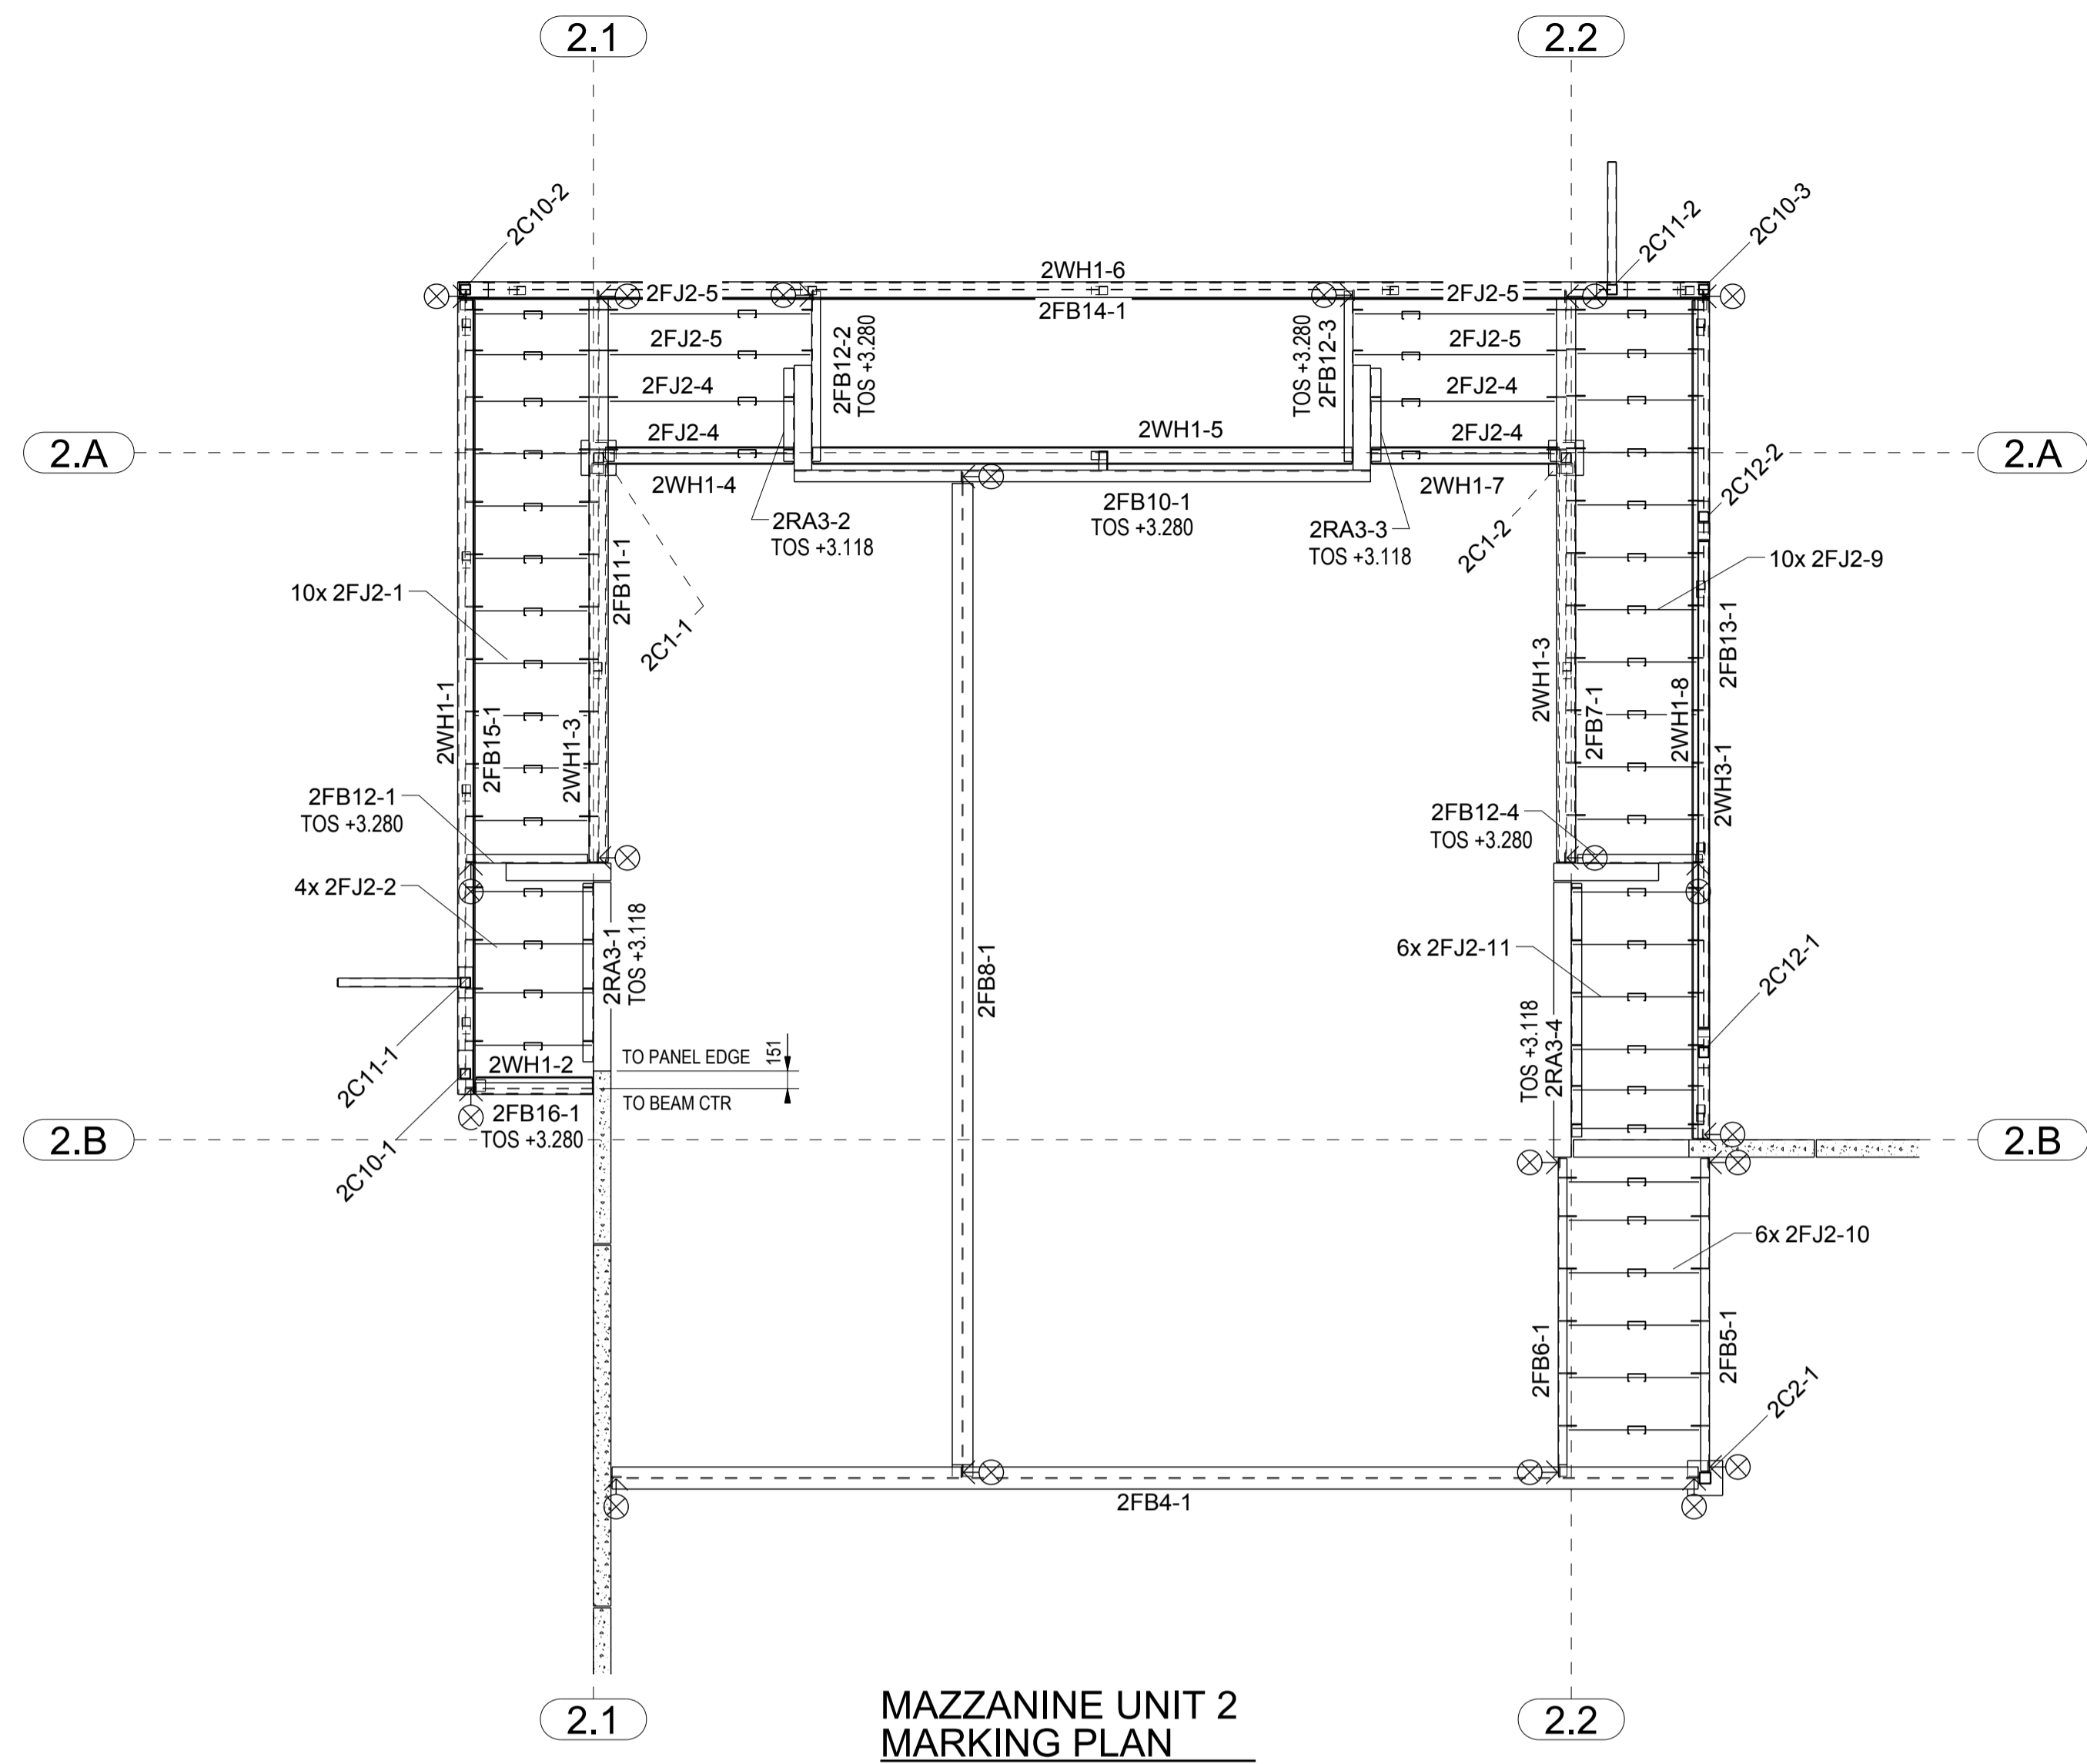 2.1
2.2
2C10-2
2C11-2
2C10-3
2WH1-6
2FJ2-5
2FJ2-5
2FB14-1
2FB12-2
TOS +3.280
TOS +3.280
2FB12-3
2FJ2-5
2FJ2-5
2FJ2-4
2FJ2-4
2FJ2-4
2WH1-5
2FJ2-4
2.A
2.A
2WH1-4
2WH1-7
2C12-2
2FB10-1
TOS +3.280
2RA3-2
TOS +3.118
2RA3-3
TOS +3.118
2C1-2
10x 2FJ2-9
10x 2FJ2-1
2FB11-1
2C1-1
2WH1-1
2FB15-1
2WH1-3
2WH1-3
2FB7-1
2WH1-8
2FB13-1
2WH3-1
2FB12-1
TOS +3.280
2FB12-4
TOS +3.280
4x 2FJ2-2
2RA3-1
TOS +3.118
2FB8-1
6x 2FJ2-11
2C12-1
TOS +3.118
2RA3-4
2C11-1
2WH1-2
TO PANEL EDGE
151
TO BEAM CTR
2FB16-1
TOS +3.280
2.B
2.B
2C10-1
6x 2FJ2-10
2FB6-1
2FB5-1
2C2-1
2FB4-1
2.1
2.2
MAZZANINE UNIT 2
MARKING PLAN